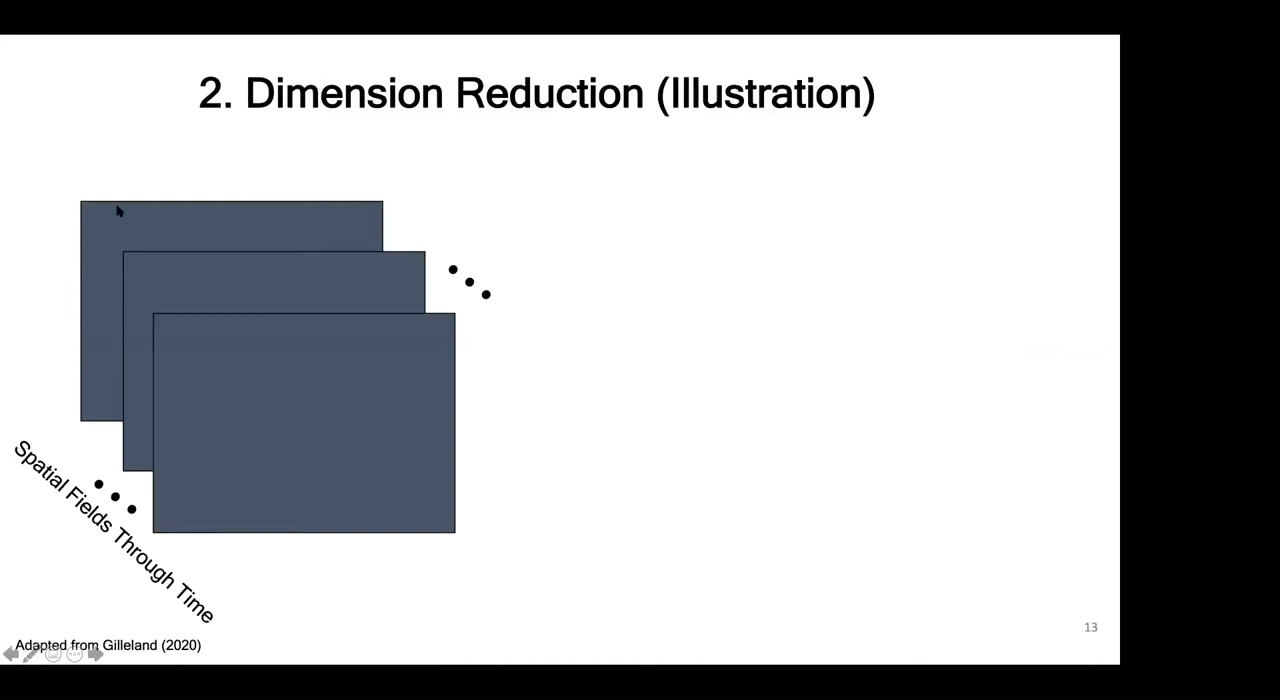 2. Dimension Reduction (Illustration)
Spatial Fields Through Time
Adapted from Gilleland (2020)
13